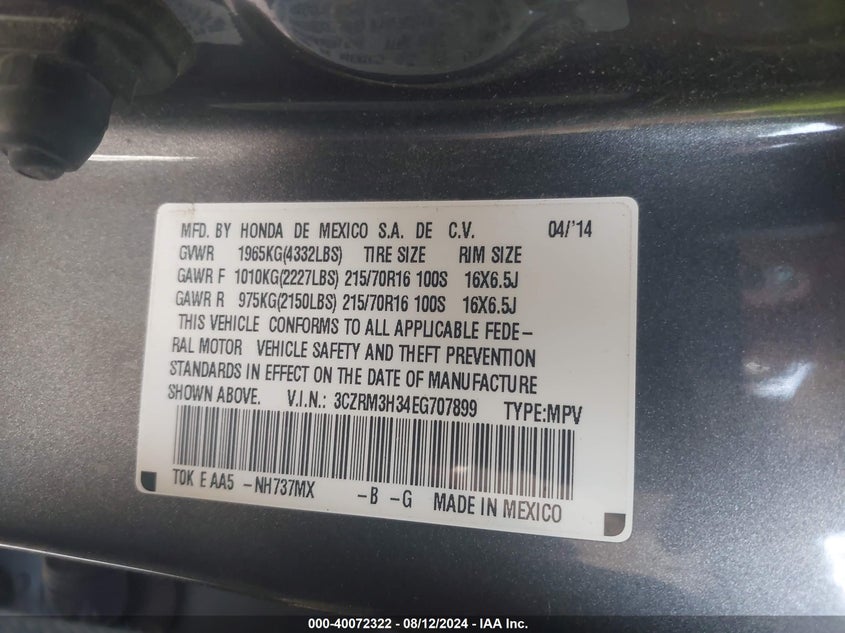 MFD. BY HONDA DE MEXICO S.A. DE C.V. 04/'14
GVWR 1965KG(4332LBS) TIRE SIZE RIM SIZE
GAWR F 1010KG(2227LBS) 215/70R16 100S 16X6.5J
GAWR R 975KG(2150LBS) 215/70R16 100S 16X6.5J
THIS VEHICLE CONFORMS TO ALL APPLICABLE FEDE–
RAL MOTOR VEHICLE SAFETY AND THEFT PREVENTION
STANDARDS IN EFFECT ON THE DATE OF MANUFACTURE
SHOWN ABOVE. V.I.N.: 3CZRM3H34EG707899 TYPE:MPV
TOK E AA5 –NH737MX –B –G MADE IN MEXICO
000-40072322 - 08/12/2024 - IAA Inc.